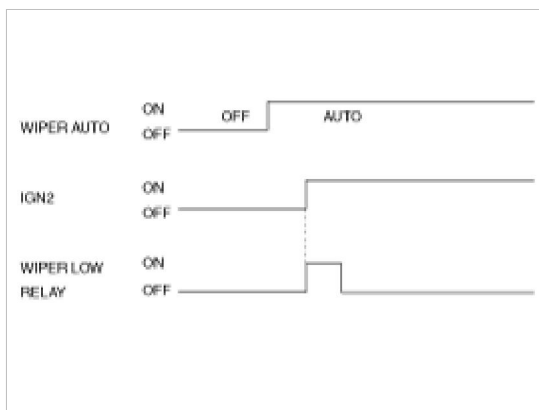 ON
WIPER AUTO OFF OFF AUTO
ON
IGN2
OFF
WIPER LOW ON
RELAY OFF